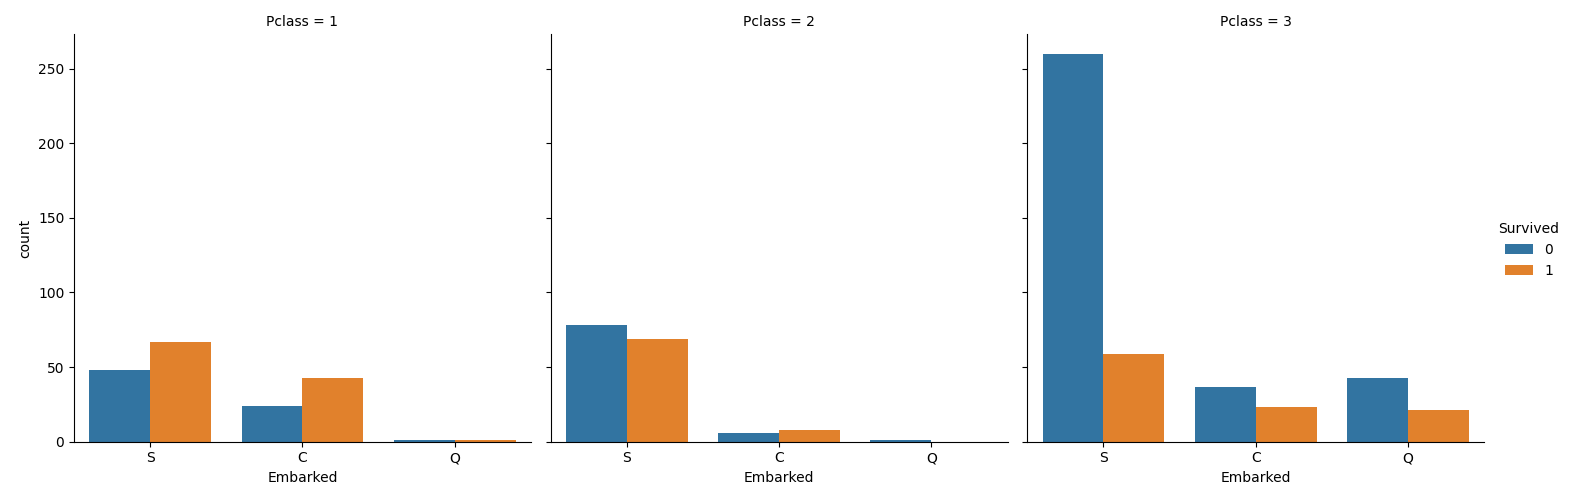 Pclass = 1
Pclass = 2
Pclass = 3
250
200
150
100
50
0
count
S C Q
S C Q
S C Q
Embarked
Embarked
Embarked
Survived
0
1